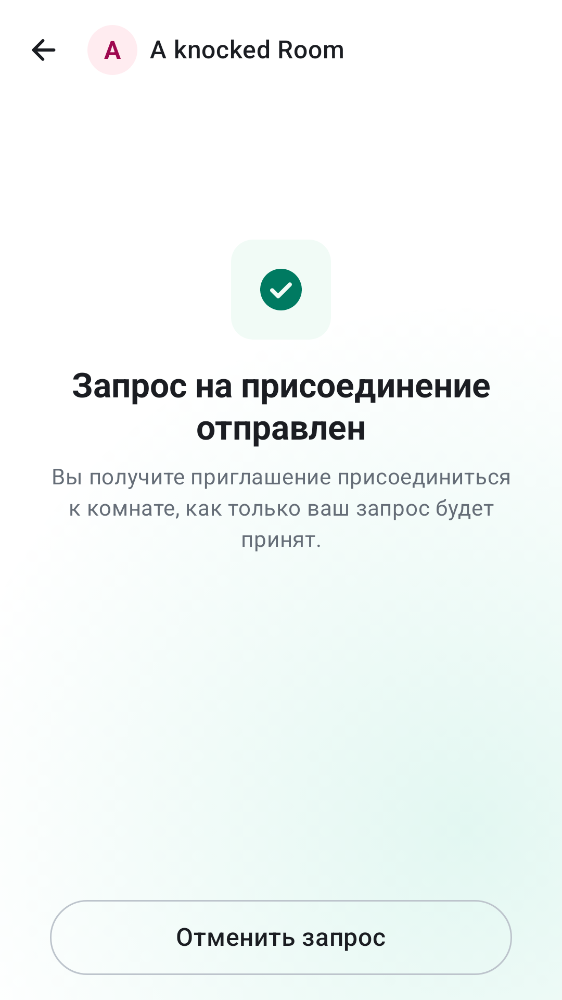 A
A knocked Room
Запрос на присоединение
отправлен
Вы получите приглашение присоединиться
к комнате, как только ваш запрос будет
принят.
Отменить запрос